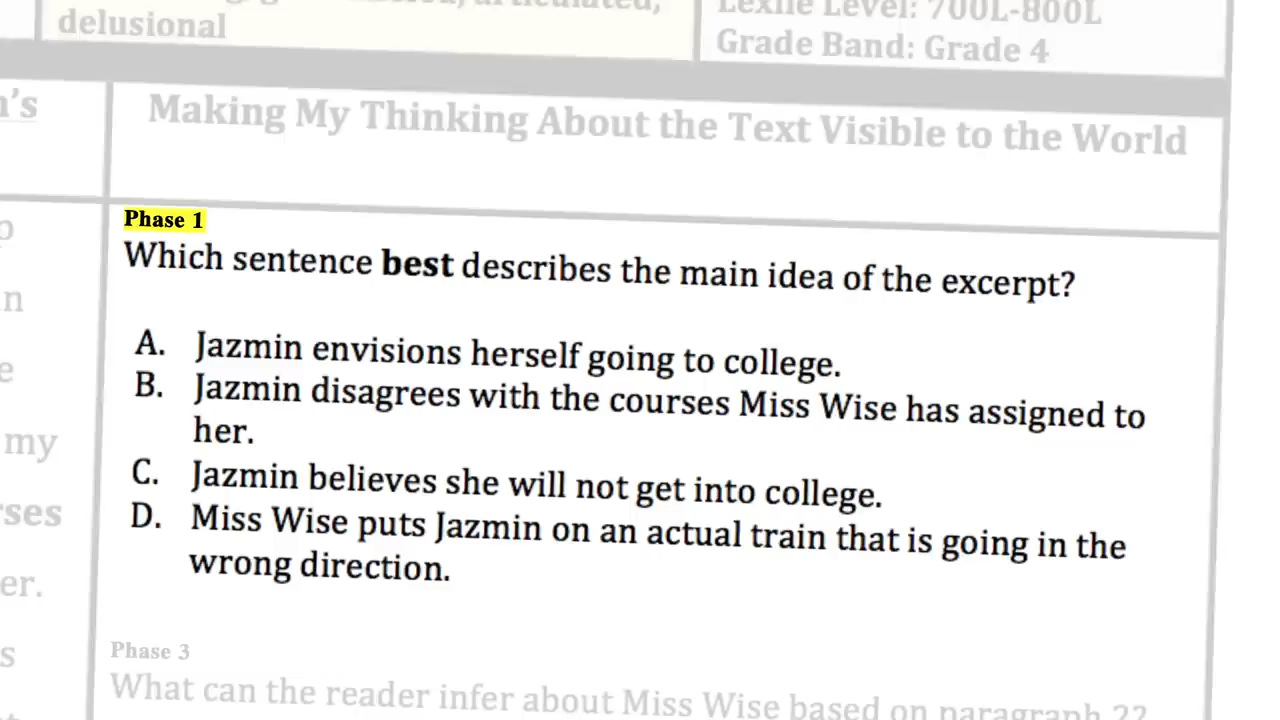 delusional
Lexile Level: 700L-800L
Grade Band: Grade 4
n's
Making My Thinking About the Text Visible to the World
Phase 1
Which sentence best describes the main idea of the excerpt?
A. Jazmin envisions herself going to college.
B. Jazmin disagrees with the courses Miss Wise has assigned to
her.
C. Jazmin believes she will not get into college.
D. Miss Wise puts Jazmin on an actual train that is going in the
wrong direction.
my
rses
er.
Phase 3
What can the reader infer about Miss Wise based on paragraph 2?